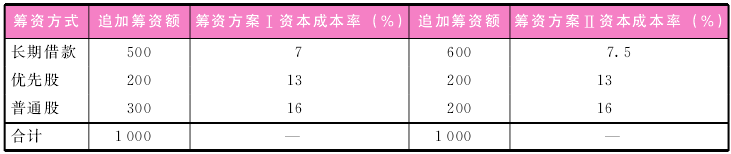 筹资方式 追加筹资额 筹资方案Ⅰ资本成本率（%） 追加筹资额 筹资方案Ⅱ资本成本率（%）
长期借款 500 7 600 7.5
优先股 200 13 200 13
普通股 300 16 200 16
合计 1 000 — 1 000 —